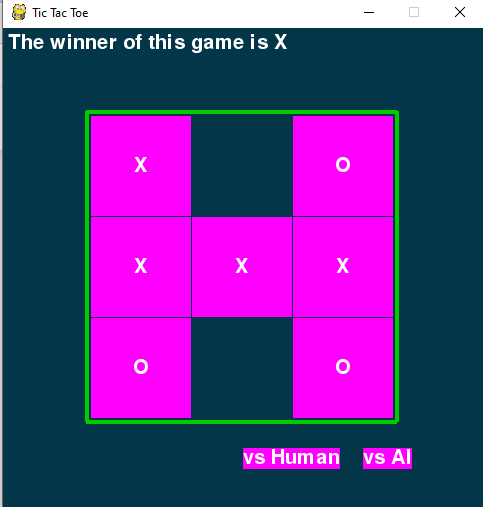 Tic Tac Toe
The winner of this game is X
X O
X X X
O O
vs Human vs AI